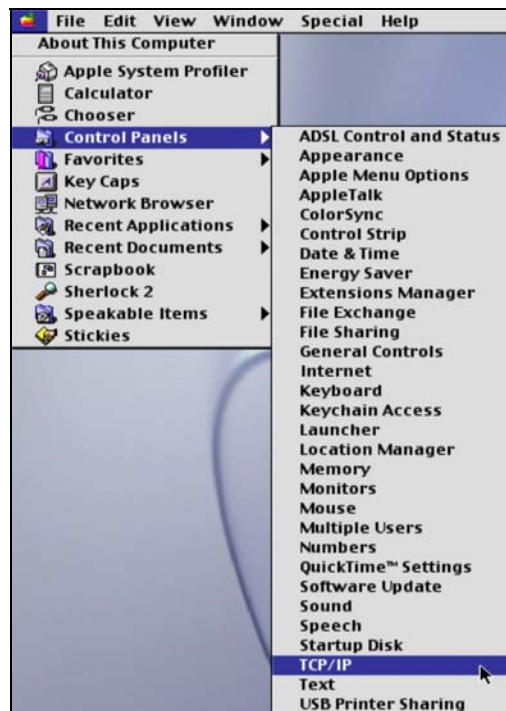 File Edit View Window Special Help
About This Computer
Apple System Profiler
Calculator
Chooser
Control Panels
Favorites
Key Caps
Network Browser
Recent Applications
Recent Documents
Scrapbook
Sherlock 2
Speakable Items
Stickies
ADSL Control and Status
Appearance
Apple Menu Options
AppleTalk
ColorSync
Control Strip
Date & Time
Energy Saver
Extensions Manager
File Exchange
File Sharing
General Controls
Internet
Keyboard
Keychain Access
Launcher
Location Manager
Memory
Monitors
Mouse
Multiple Users
Numbers
QuickTime™ Settings
Software Update
Sound
Speech
Startup Disk
TCP/IP
Text
USB Printer Sharing